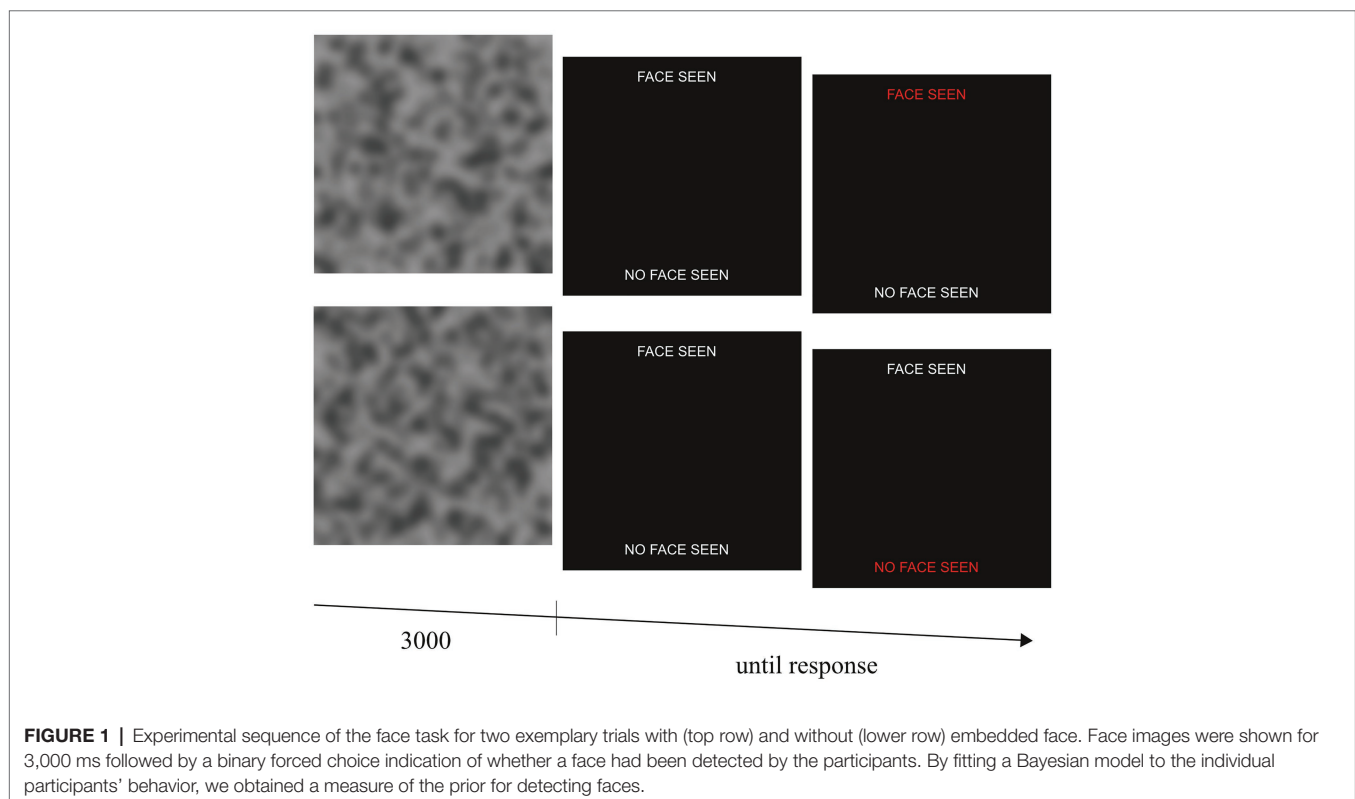 FACE SEEN
FACE SEEN
NO FACE SEEN
NO FACE SEEN
FACE SEEN
FACE SEEN
NO FACE SEEN
NO FACE SEEN
3000
until response
FIGURE 1 | Experimental sequence of the face task for two exemplary trials with (top row) and without (lower row) embedded face. Face images were shown for
3,000 ms followed by a binary forced choice indication of whether a face had been detected by the participants. By fitting a Bayesian model to the individual
participants’ behavior, we obtained a measure of the prior for detecting faces.